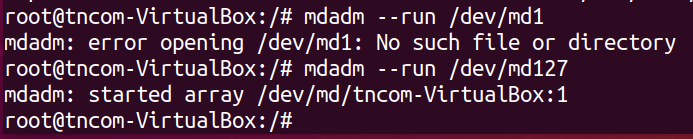 root@tncom-VirtualBox:/# mdadm --run /dev/md1
mdadm: error opening /dev/md1: No such file or directory
root@tncom-VirtualBox:/# mdadm --run /dev/md127
mdadm: started array /dev/md/tncom-VirtualBox:1
root@tncom-VirtualBox:/#